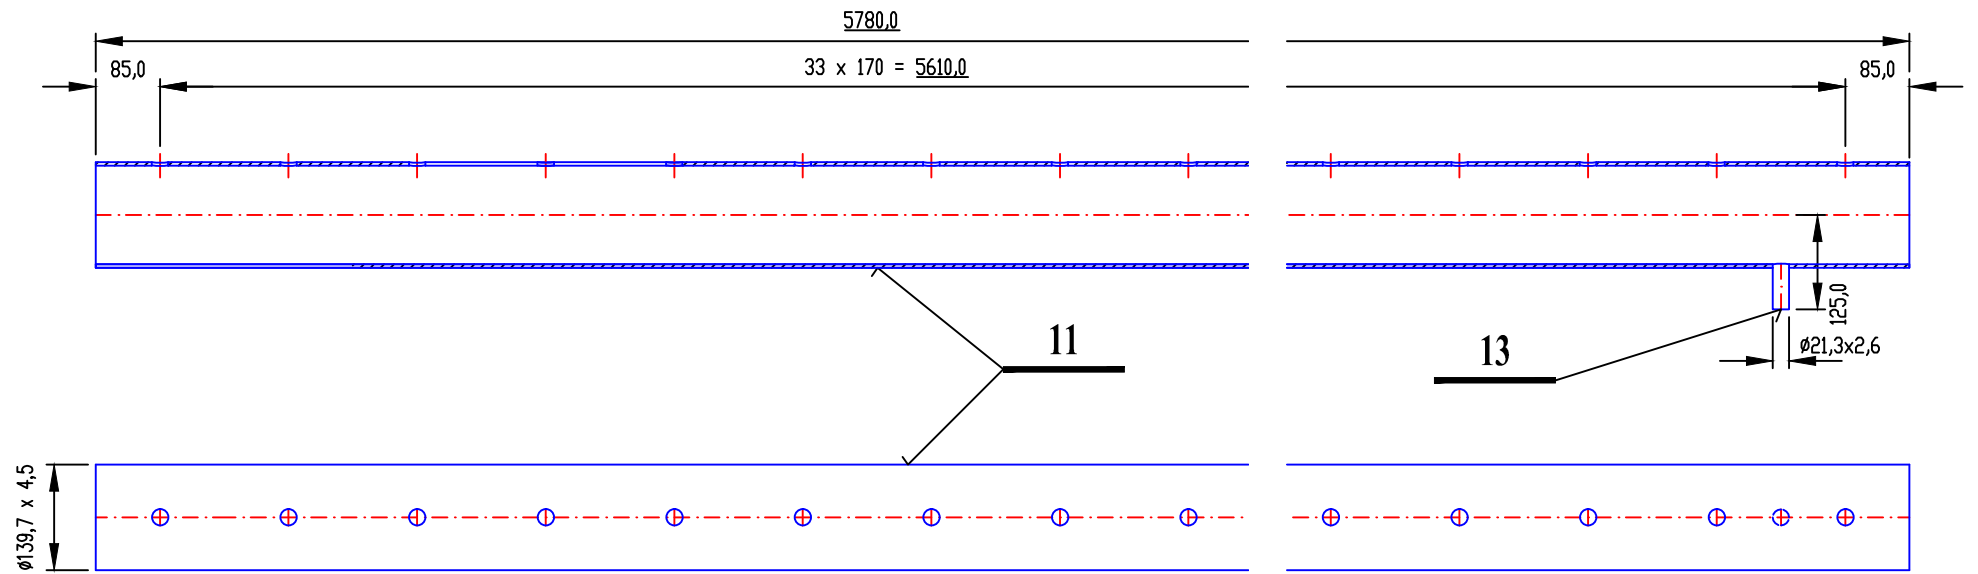 5780,0
85,0
33 x 170 = 5610,0
85,0
125,0
11
13
ø21,3x2,6
ø139,7 x 4,5